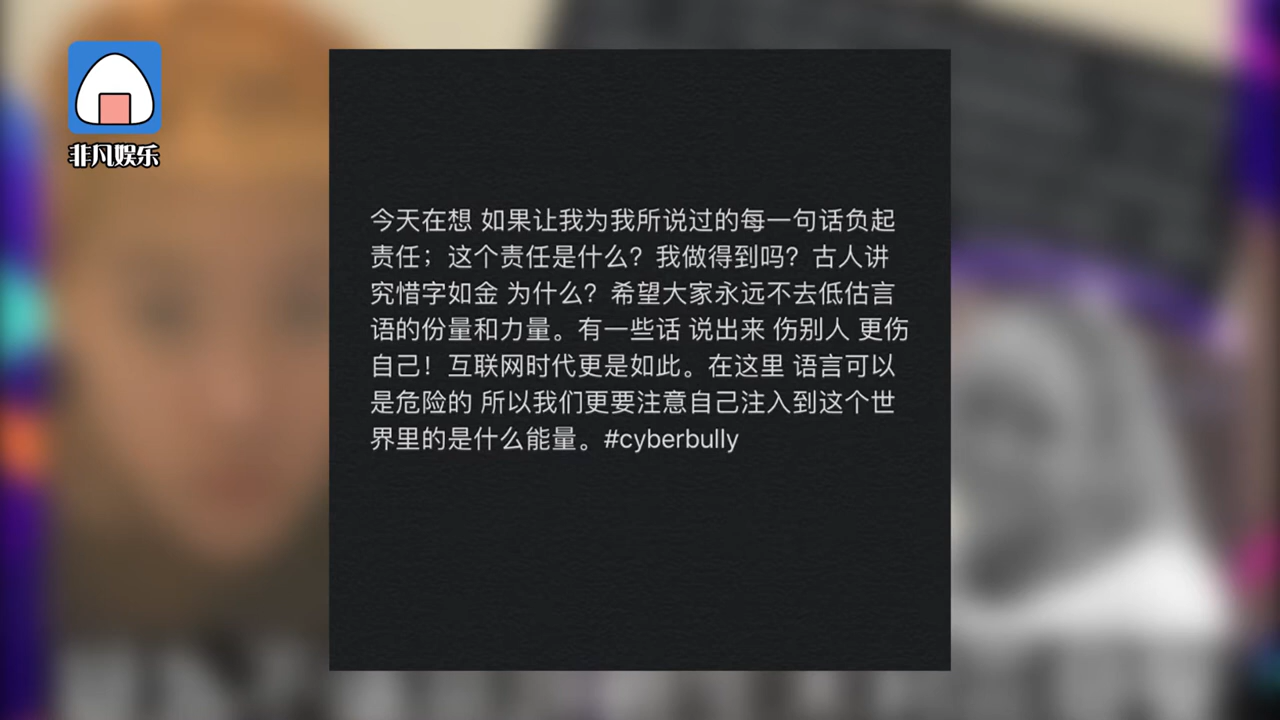 非凡娱乐
今天在想 如果让我为我所说过的每一句话负起
责任；这个责任是什么？我做得到吗？古人讲
究惜字如金 为什么？希望大家永远不去低估言
语的份量和力量。有一些话 说出来 伤别人 更伤
自己！互联网时代更是如此。在这里 语言可以
是危险的 所以我们更要注意自己注入到这个世
界里的是什么能量。#cyberbully